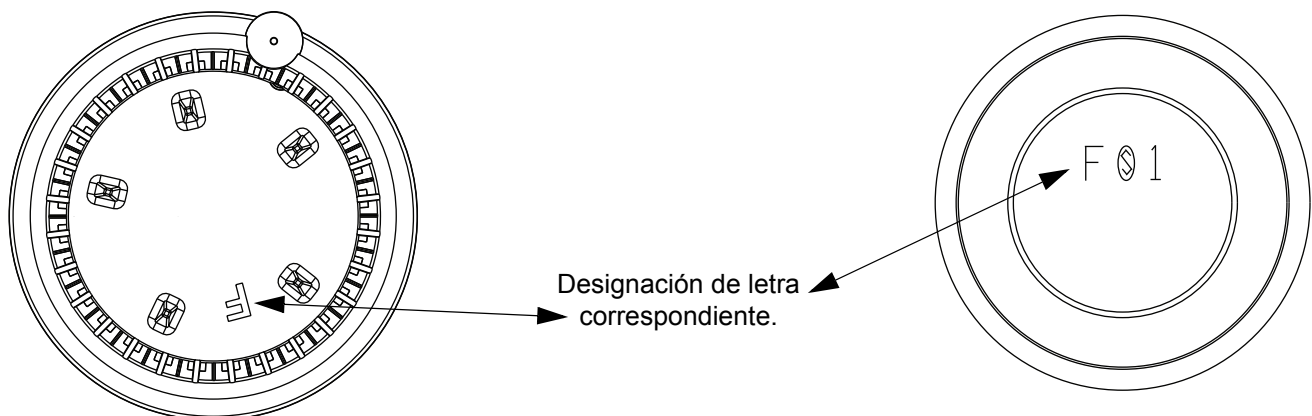 F01
Designación de letra
correspondiente.
F